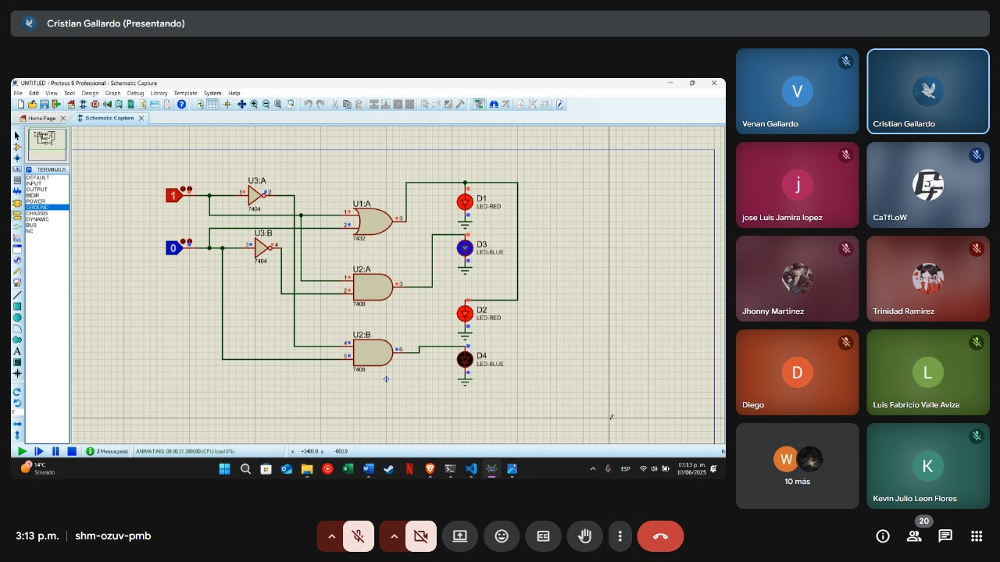 Cristian Gallardo (Presentando)
UNTITLED - Proteus 8 Professional - Schematic Capture
File Edit View Tool Design Graph Debug Library Template System Help
Home Page
Schematic Capture
TERMINALS
DEFAULT
INPUT
OUTPUT
BIDIR
POWER
GROUND
CHASSIS
DYNAMIC
BUS
NC
1
U3:A
1 2
7404
0
U3:B
3 4
7404
U1:A
1
2
3
7432
U2:A
1
2
3
7408
U2:B
4
5
6
7408
D1
LED-RED
D3
LED-BLUE
D2
LED-RED
D4
LED-BLUE
2 Message(s)
ANIMATING: 00:00:31.300000 (CPU load 0%)
x: +3400.0 y: -600.0
14°C
Soleado
ESP
03:13 p. m.
10/06/2025
V
Venan Gallardo
Cristian Gallardo
j
jose Luis Jamira lopez
CaTfLoW
Jhonny Martinez
Trinidad Ramirez
D
Diego
L
Luis Fabricio Valle Aviza
W
10 más
K
Kevin Julio Leon Flores
3:13 p.m. | shm-ozuv-pmb
20